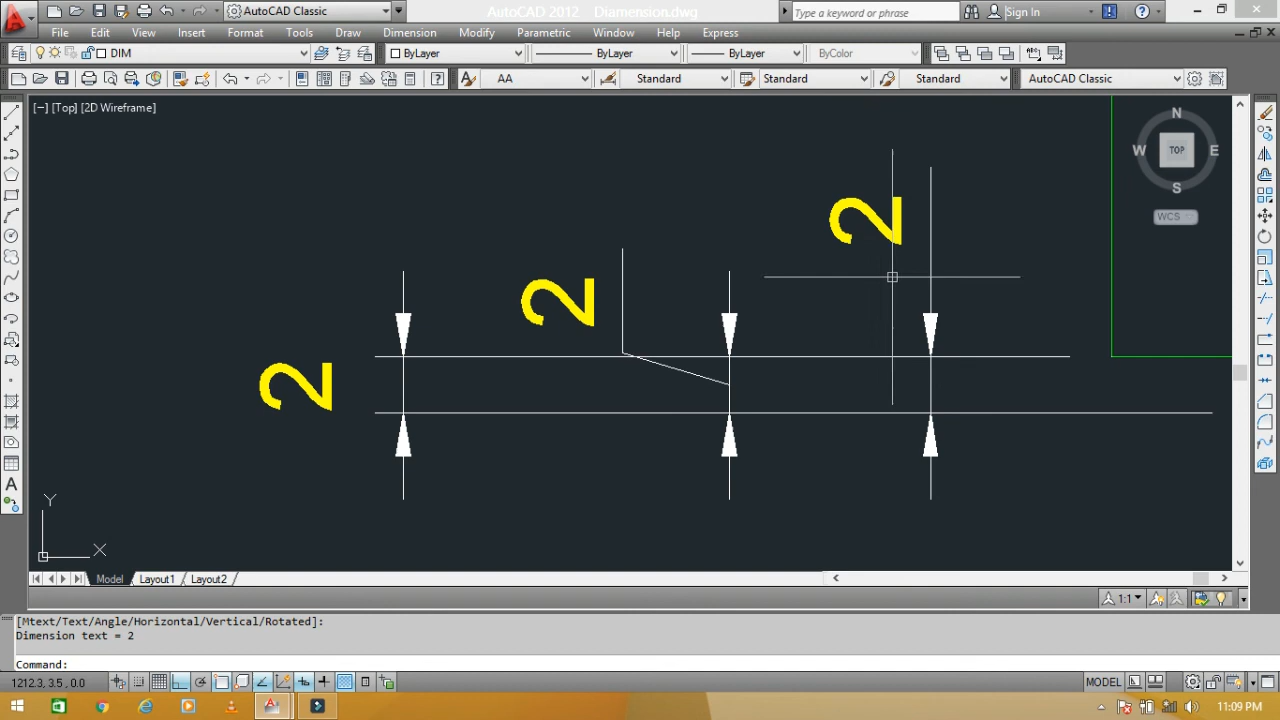 AutoCAD Classic
AutoCAD 2012 Diamension.dwg
Type a keyword or phrase
Sign In
File Edit View Insert Format Tools Draw Dimension Modify Parametric Window Help Express
DIM
ByLayer
ByLayer
ByLayer
ByColor
AA
Standard
Standard
Standard
AutoCAD Classic
[−] [Top] [2D Wireframe]
N
W TOP E
S
WCS
2
2
2
Y
X
Model Layout1 Layout2
1:1
[Mtext/Text/Angle/Horizontal/Vertical/Rotated]:
Dimension text = 2
Command:
1212.3, 3.5, 0.0
MODEL
11:09 PM